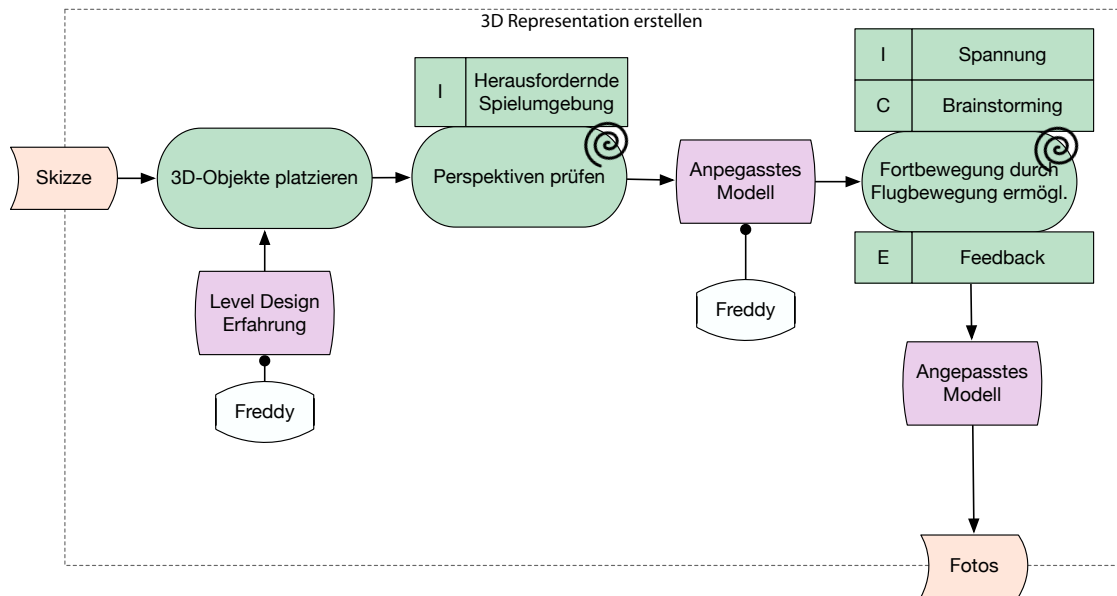 3D Representation erstellen
I
Herausfordernde
Spielumgebung
I
Spannung
C
Brainstorming
Skizze
3D-Objekte platzieren
Perspektiven prüfen
Anpegasstes
Modell
Fortbewegung durch
Flugbewegung ermögl.
E
Feedback
Level Design
Erfahrung
Freddy
Freddy
Angepasstes
Modell
Fotos